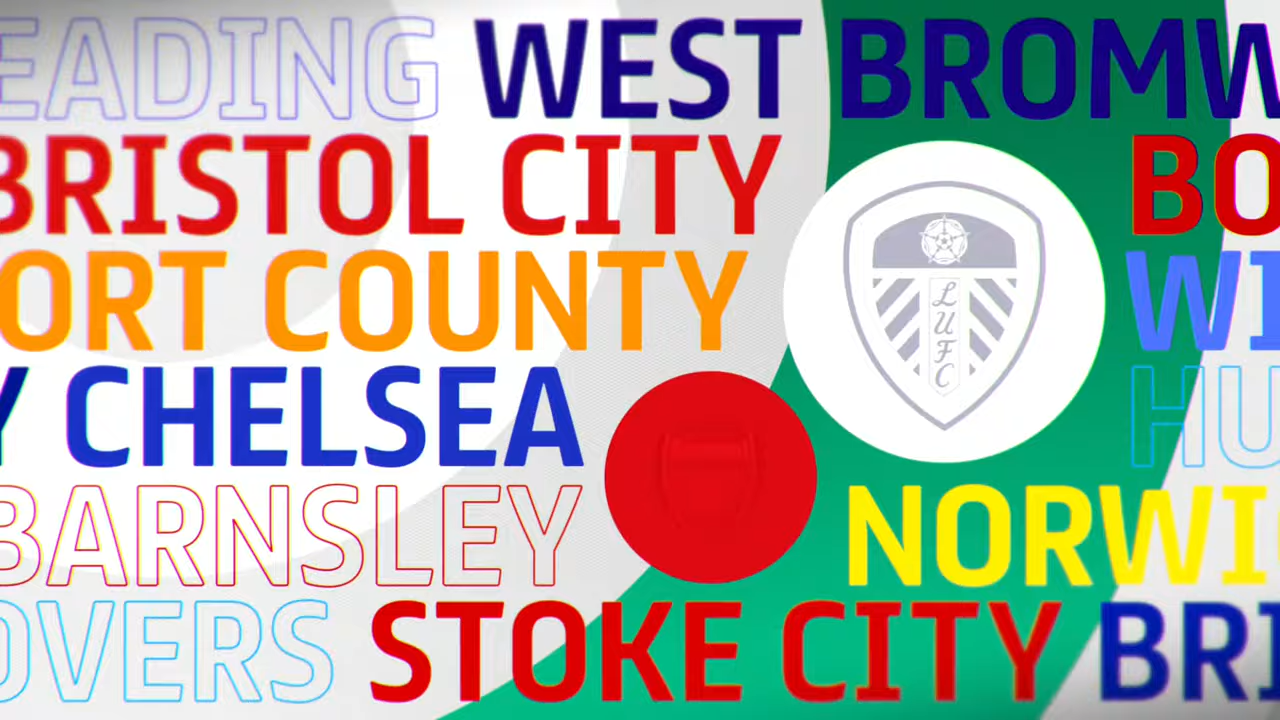 EADING WEST BROMW
BRISTOL CITY BO
ORT COUNTY WI
Y CHELSEA HU
BARNSLEY NORWI
OVERS STOKE CITY BRI
LUFC